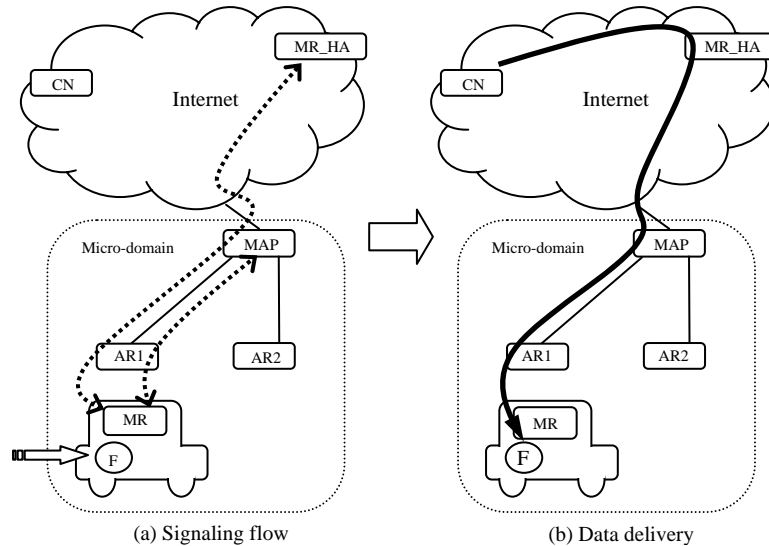 MR_HA
CN
Internet
Micro-domain
MAP
AR1
AR2
MR
F
(a) Signaling flow
MR_HA
CN
Internet
Micro-domain
MAP
AR1
AR2
MR
F
(b) Data delivery